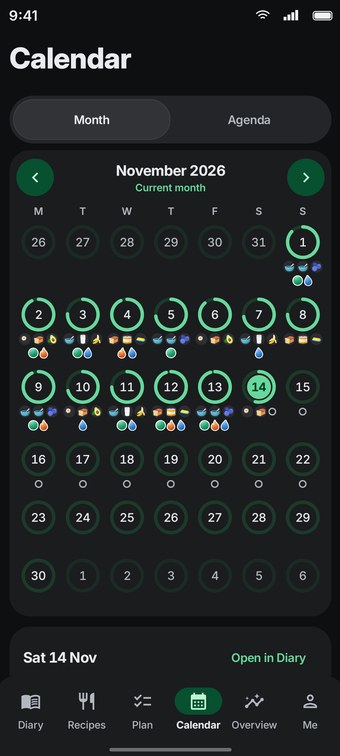 9:41
Calendar
Month Agenda
November 2026
Current month
M T W T F S S
26 27 28 29 30 31 1
2 3 4 5 6 7 8
9 10 11 12 13 14 15
16 17 18 19 20 21 22
23 24 25 26 27 28 29
30 1 2 3 4 5 6
Sat 14 Nov Open in Diary
Diary Recipes Plan Calendar Overview Me